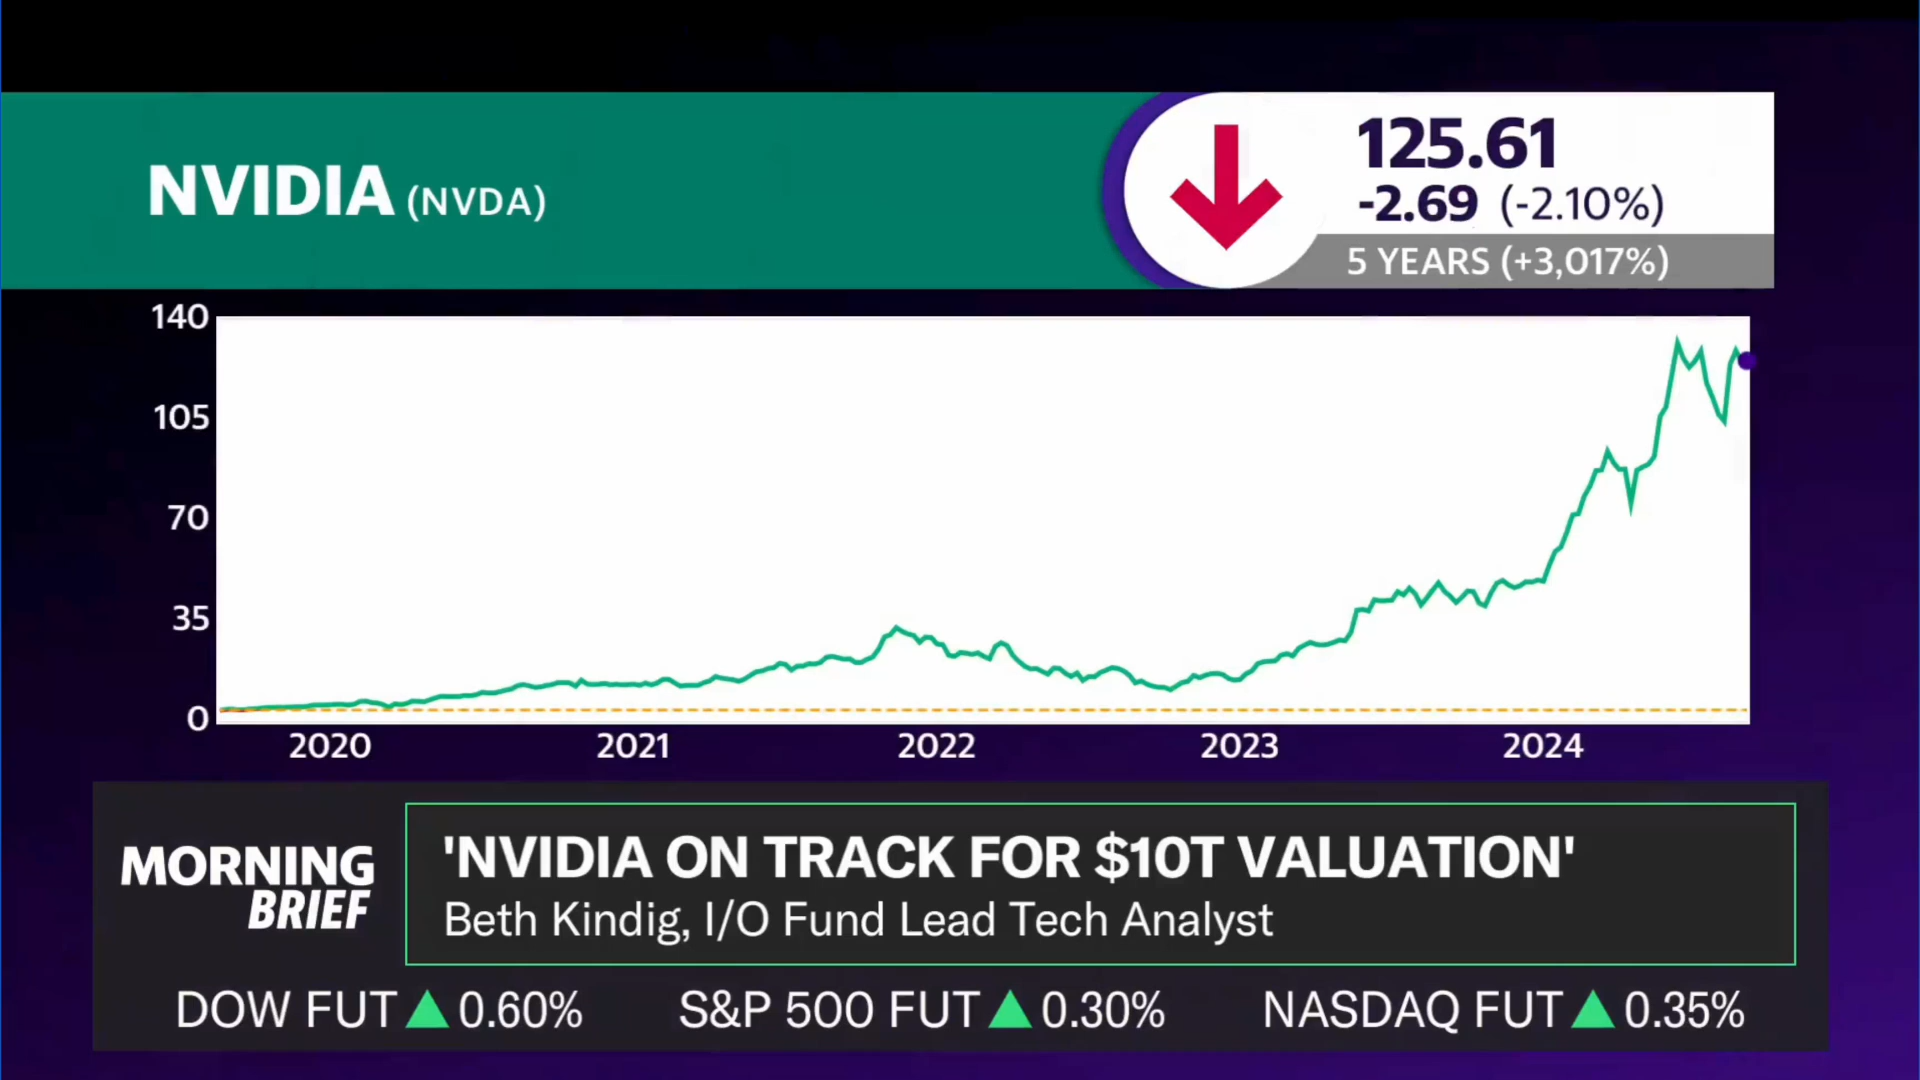 NVIDIA (NVDA)
125.61
-2.69 (-2.10%)
5 YEARS (+3,017%)
140
105
70
35
0
2020 2021 2022 2023 2024
MORNING
BRIEF
'NVIDIA ON TRACK FOR $10T VALUATION'
Beth Kindig, I/O Fund Lead Tech Analyst
DOW FUT ▲ 0.60% S&P 500 FUT ▲ 0.30% NASDAQ FUT ▲ 0.35%